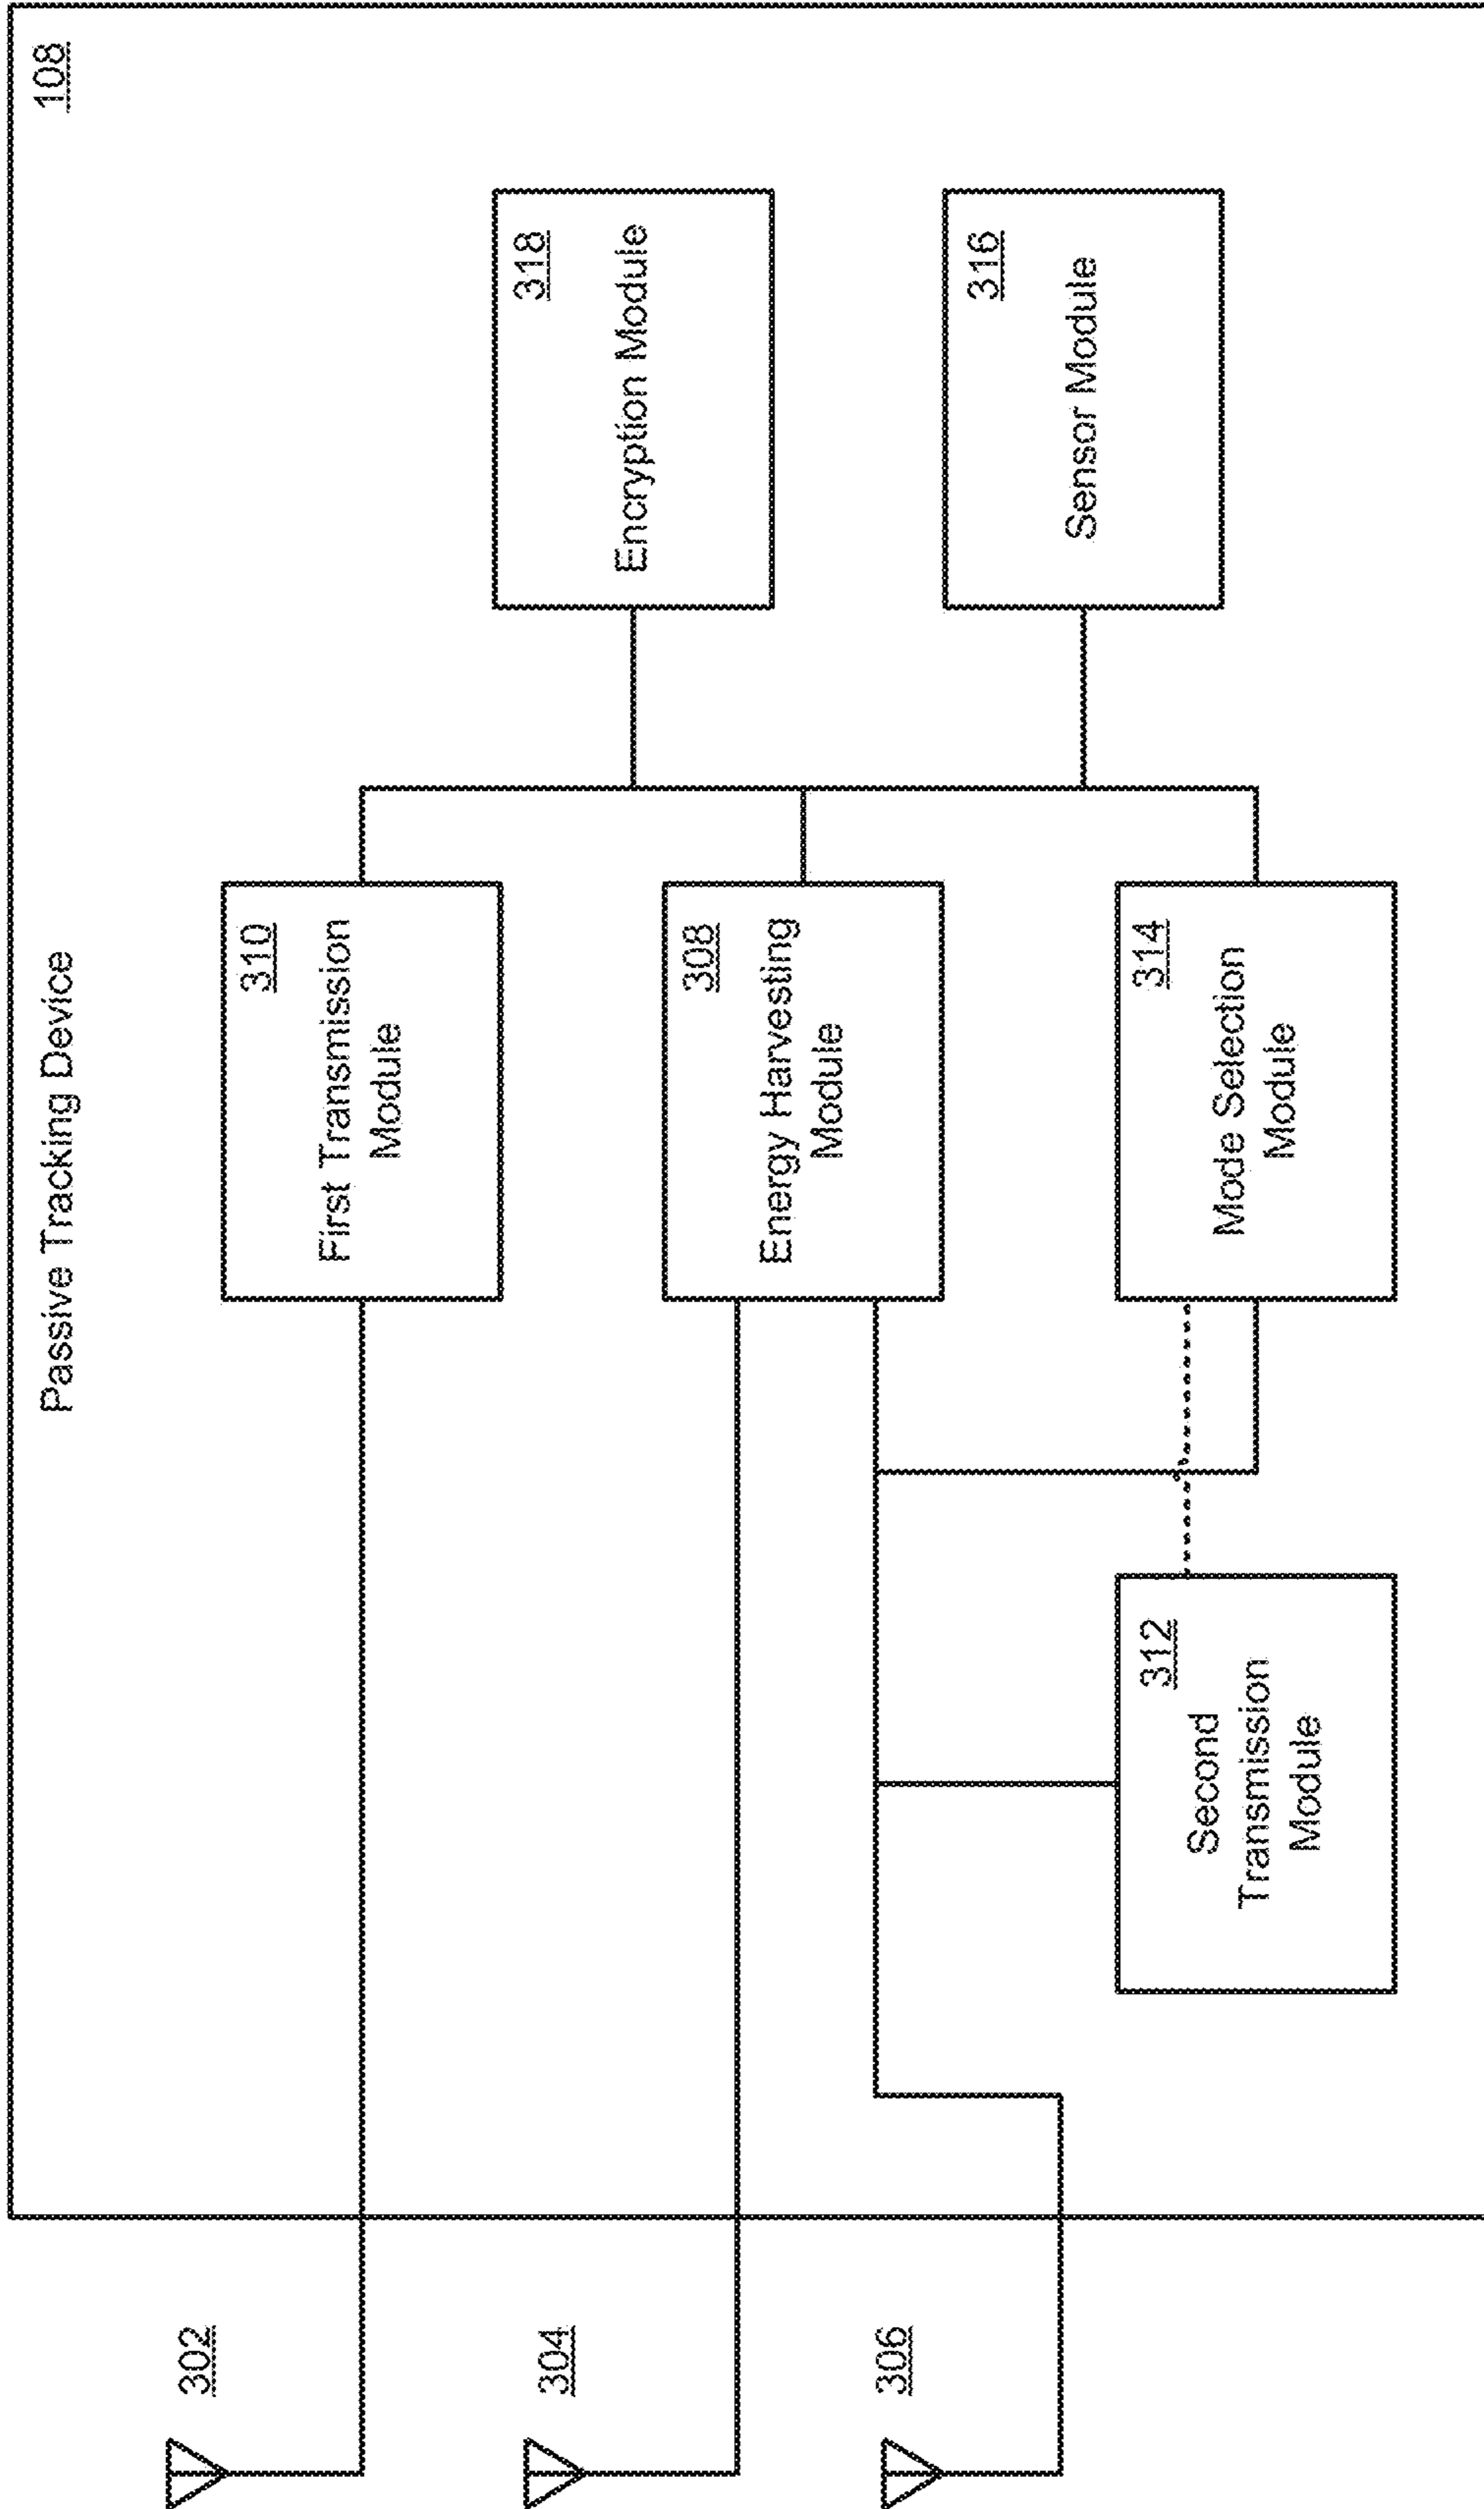 Passive Tracking Device
108
302
310
First Transmission
Module
318
Encryption Module
304
308
Energy Harvesting
Module
316
Sensor Module
306
312
Second
Transmission
Module
314
Mode Selection
Module